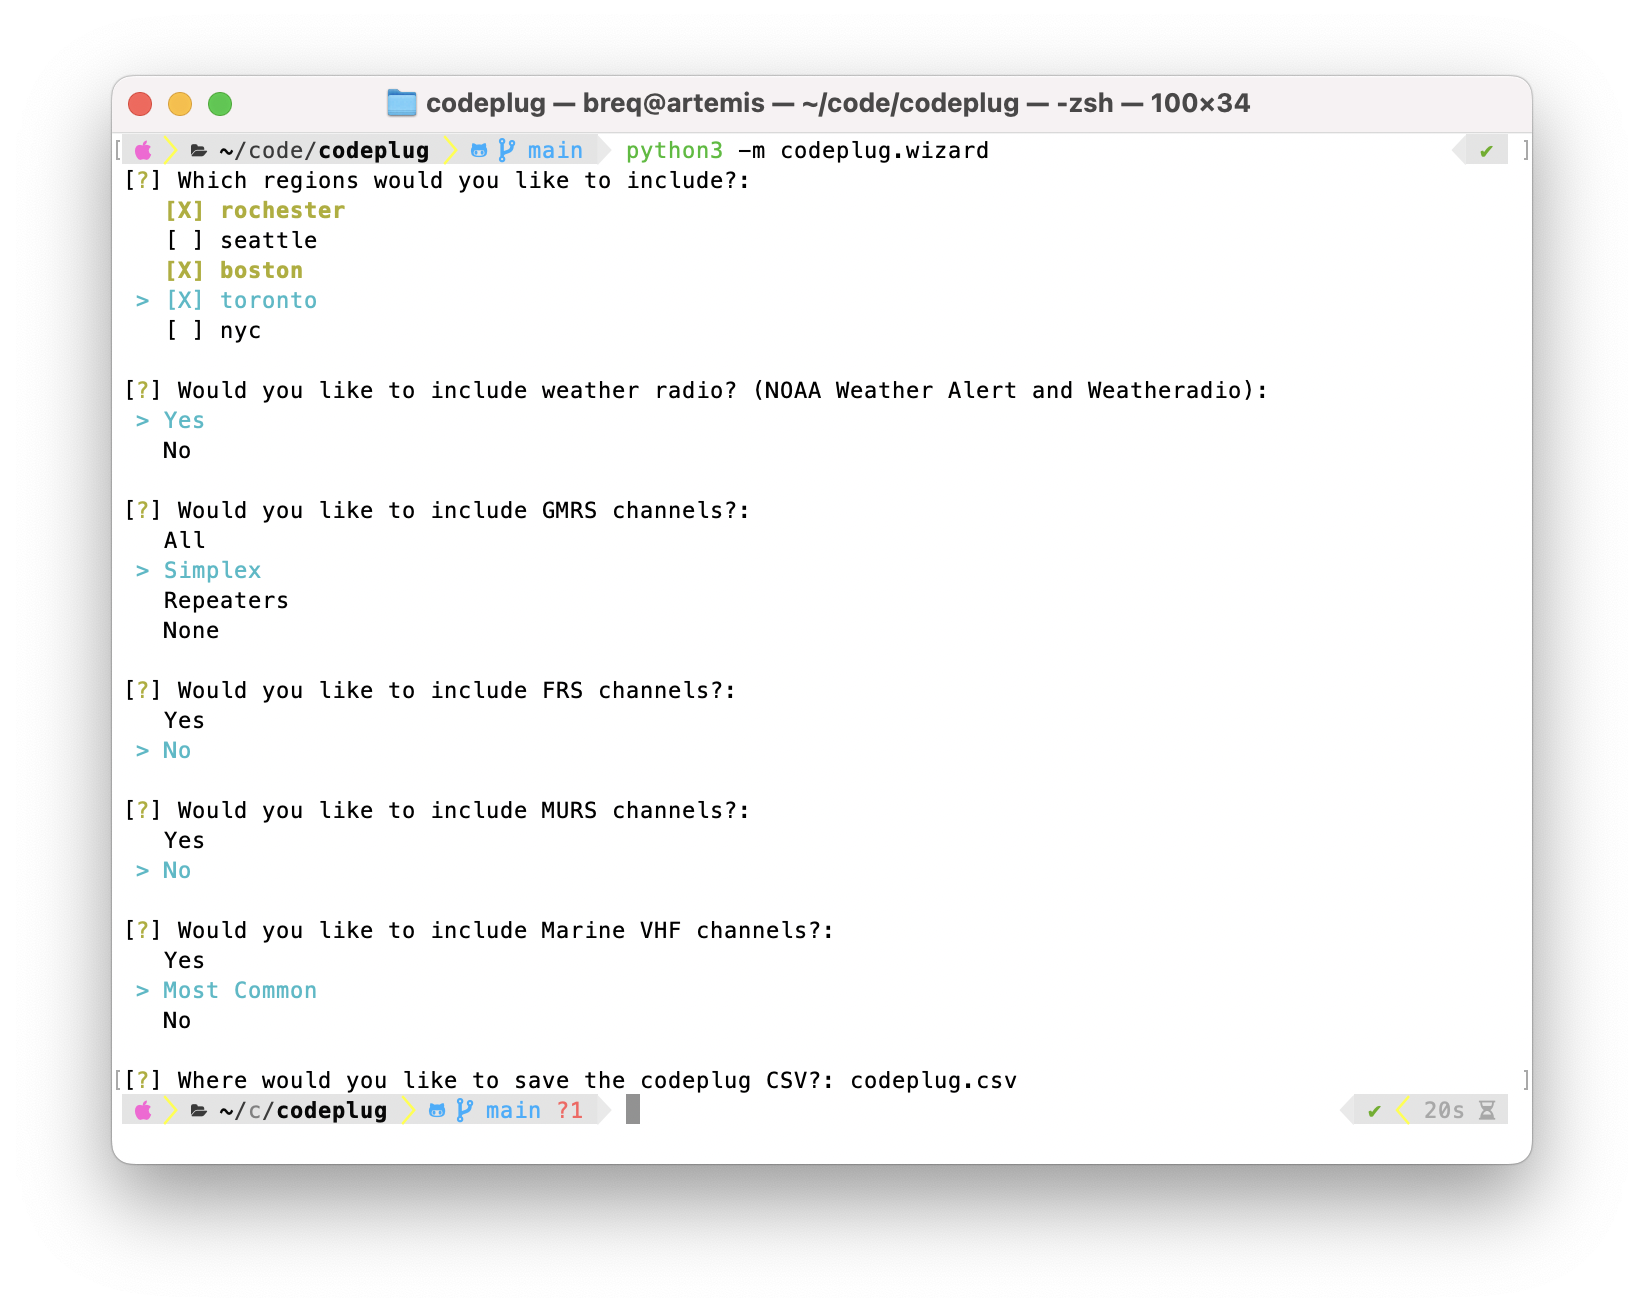 codeplug — breq@artemis — ~/code/codeplug — -zsh — 100×34
[ ~/code/codeplug main python3 -m codeplug.wizard ✔ ]
[?] Which regions would you like to include?:
[X] rochester
[ ] seattle
[X] boston
> [X] toronto
[ ] nyc
[?] Would you like to include weather radio? (NOAA Weather Alert and Weatheradio):
> Yes
No
[?] Would you like to include GMRS channels?:
All
> Simplex
Repeaters
None
[?] Would you like to include FRS channels?:
Yes
> No
[?] Would you like to include MURS channels?:
Yes
> No
[?] Would you like to include Marine VHF channels?:
Yes
> Most Common
No
[[?] Where would you like to save the codeplug CSV?: codeplug.csv ]
~/c/codeplug main ?1 ✔ 20s